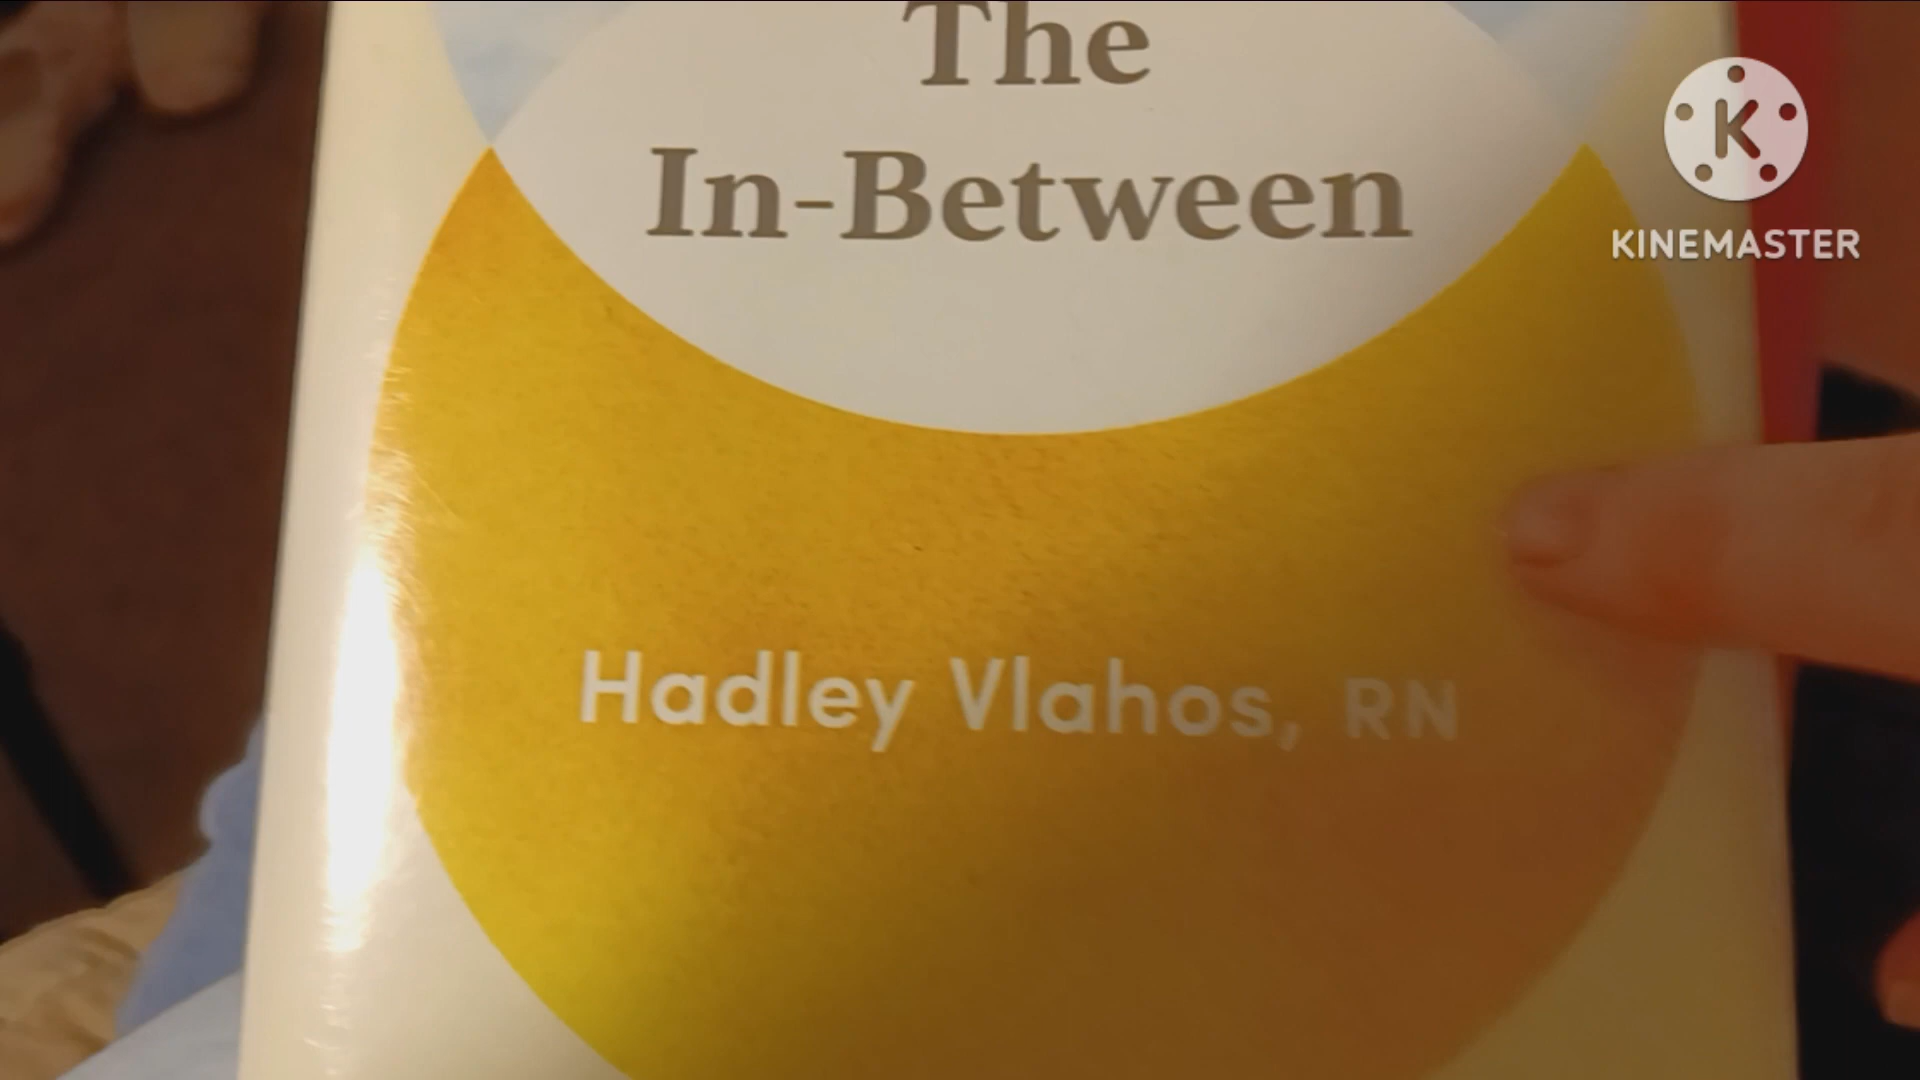 The
In-Between
K
KINEMASTER
Hadley Vlahos, RN